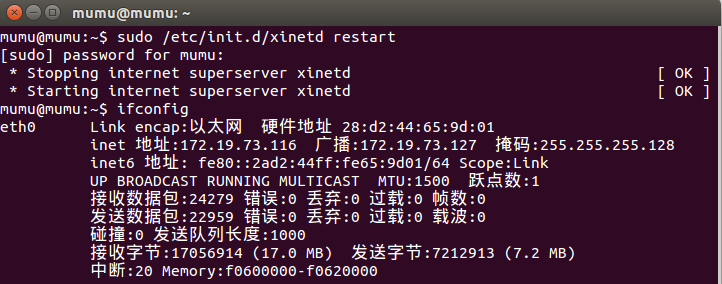 mumu@mumu: ~
mumu@mumu:~$ sudo /etc/init.d/xinetd restart
[sudo] password for mumu:
 * Stopping internet superserver xinetd [ OK ]
 * Starting internet superserver xinetd [ OK ]
mumu@mumu:~$ ifconfig
eth0 Link encap:以太网 硬件地址 28:d2:44:65:9d:01
inet 地址:172.19.73.116 广播:172.19.73.127 掩码:255.255.255.128
inet6 地址: fe80::2ad2:44ff:fe65:9d01/64 Scope:Link
UP BROADCAST RUNNING MULTICAST MTU:1500 跃点数:1
接收数据包:24279 错误:0 丢弃:0 过载:0 帧数:0
发送数据包:22959 错误:0 丢弃:0 过载:0 载波:0
碰撞:0 发送队列长度:1000
接收字节:17056914 (17.0 MB) 发送字节:7212913 (7.2 MB)
中断:20 Memory:f0600000-f0620000